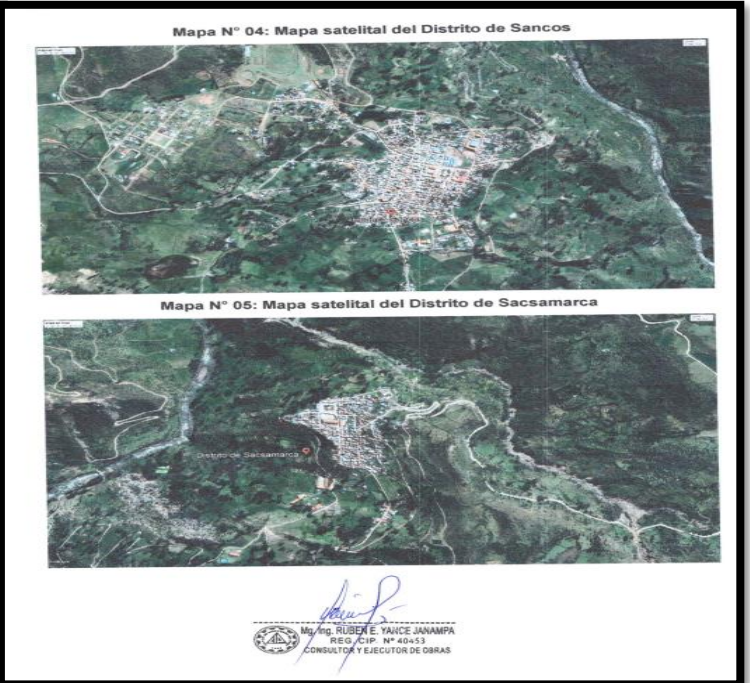 Mapa N° 04: Mapa satelital del Distrito de Sancos
Mapa N° 05: Mapa satelital del Distrito de Sacsamarca
Distrito de Sacsamarca
Mg. Ing. RUBEN E. YANCE JANAMPA
REG. CIP. N° 40453
CONSULTOR Y EJECUTOR DE OBRAS